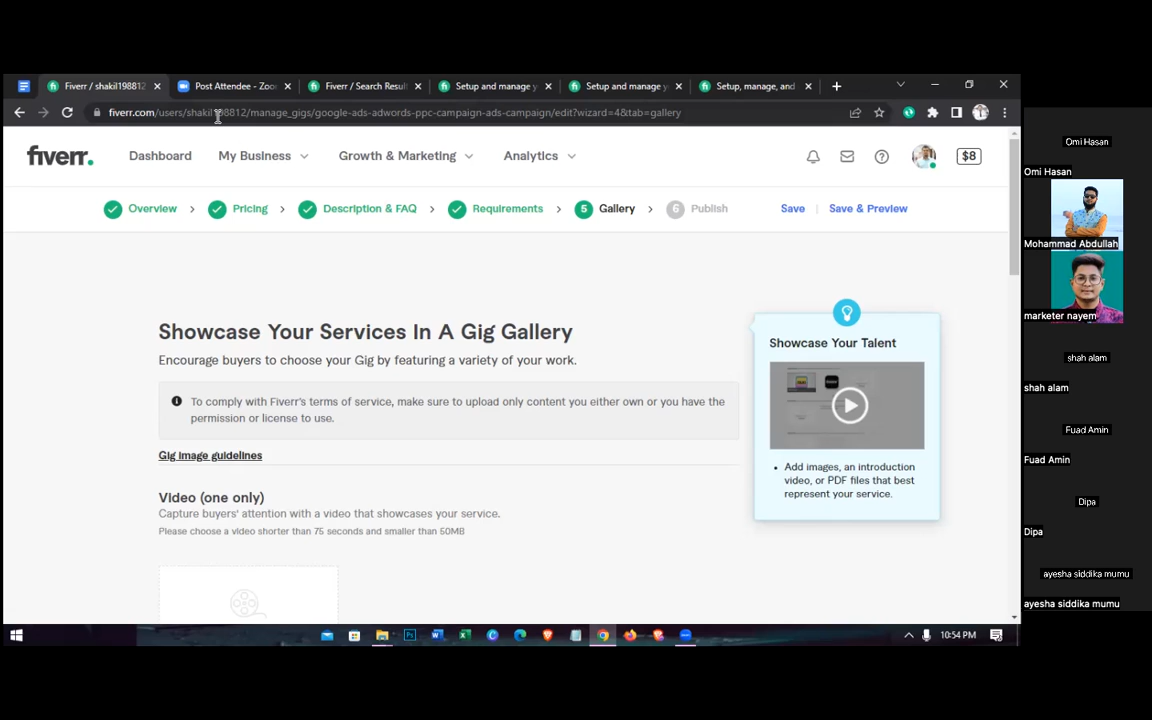 Fiverr / shakil198812
Post Attendee - Zoo
Fiverr / Search Resul
Setup and manage y
Setup and manage y
Setup, manage, and
fiverr.com/users/shakil198812/manage_gigs/google-ads-adwords-ppc-campaign-ads-campaign/edit?wizard=4&tab=gallery
fiverr.
Dashboard
My Business
Growth & Marketing
Analytics
$8
Overview
Pricing
Description & FAQ
Requirements
5 Gallery
6 Publish
Save
Save & Preview
Showcase Your Services In A Gig Gallery
Encourage buyers to choose your Gig by featuring a variety of your work.
To comply with Fiverr's terms of service, make sure to upload only content you either own or you have the
permission or license to use.
Gig image guidelines
Video (one only)
Capture buyers' attention with a video that showcases your service.
Please choose a video shorter than 75 seconds and smaller than 50MB
Showcase Your Talent
• Add images, an introduction
video, or PDF files that best
represent your service.
10:54 PM
Omi Hasan
Omi Hasan
Mohammad Abdullah
marketer nayem
shah alam
shah alam
Fuad Amin
Fuad Amin
Dipa
Dipa
ayesha siddika mumu
ayesha siddika mumu